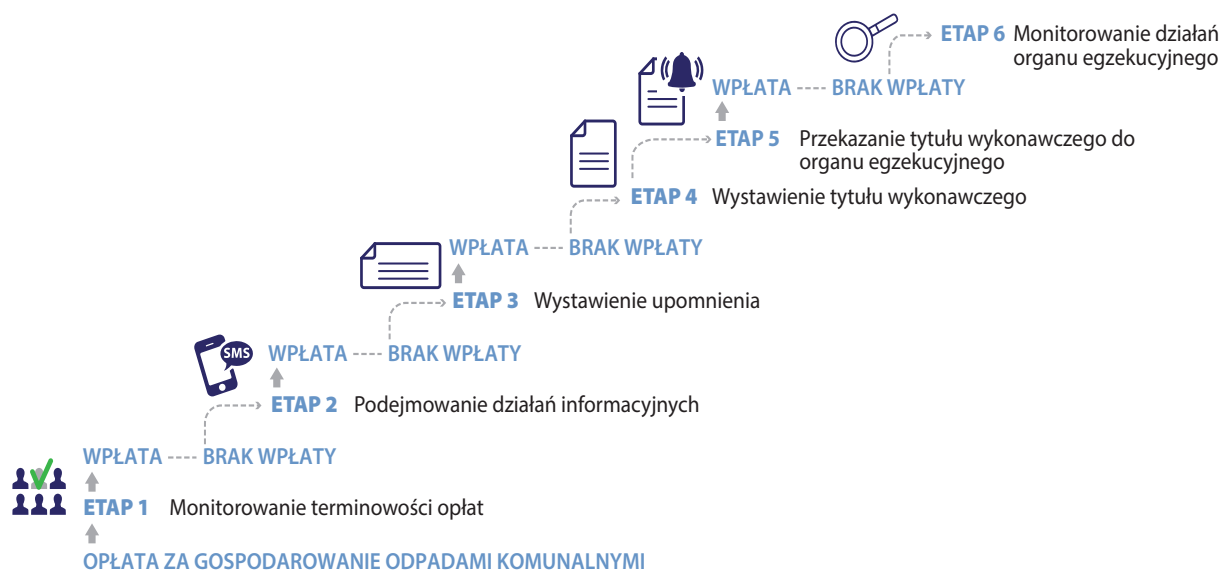 ETAP 6 Monitorowanie działań
organu egzekucyjnego
WPŁATA BRAK WPŁATY
ETAP 5 Przekazanie tytułu wykonawczego do
organu egzekucyjnego
ETAP 4 Wystawienie tytułu wykonawczego
WPŁATA BRAK WPŁATY
ETAP 3 Wystawienie upomnienia
SMS
WPŁATA BRAK WPŁATY
ETAP 2 Podejmowanie działań informacyjnych
WPŁATA BRAK WPŁATY
ETAP 1 Monitorowanie terminowości opłat
OPŁATA ZA GOSPODAROWANIE ODPADAMI KOMUNALNYMI